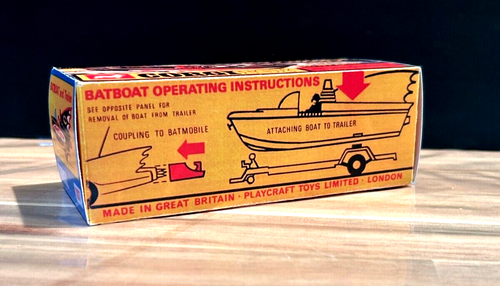 BATBOAT OPERATING INSTRUCTIONS
SEE OPPOSITE PANEL FOR
REMOVAL OF BOAT FROM TRAILER
COUPLING TO BATMOBILE
ATTACHING BOAT TO TRAILER
MADE IN GREAT BRITAIN · PLAYCRAFT TOYS LIMITED · LONDON